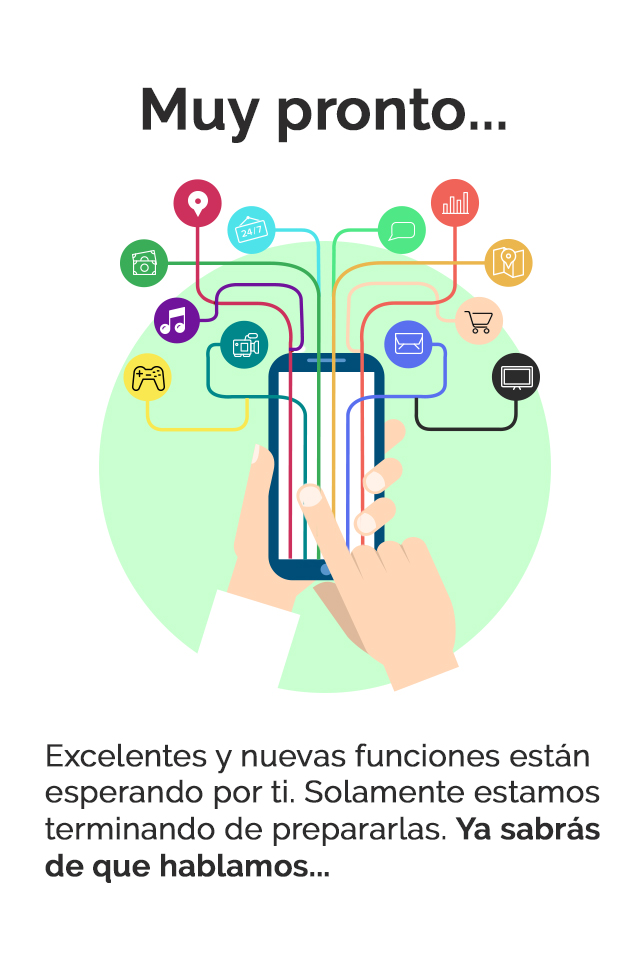 Muy pronto...
24/7
Excelentes y nuevas funciones están
esperando por ti. Solamente estamos
terminando de prepararlas. Ya sabrás
de que hablamos...